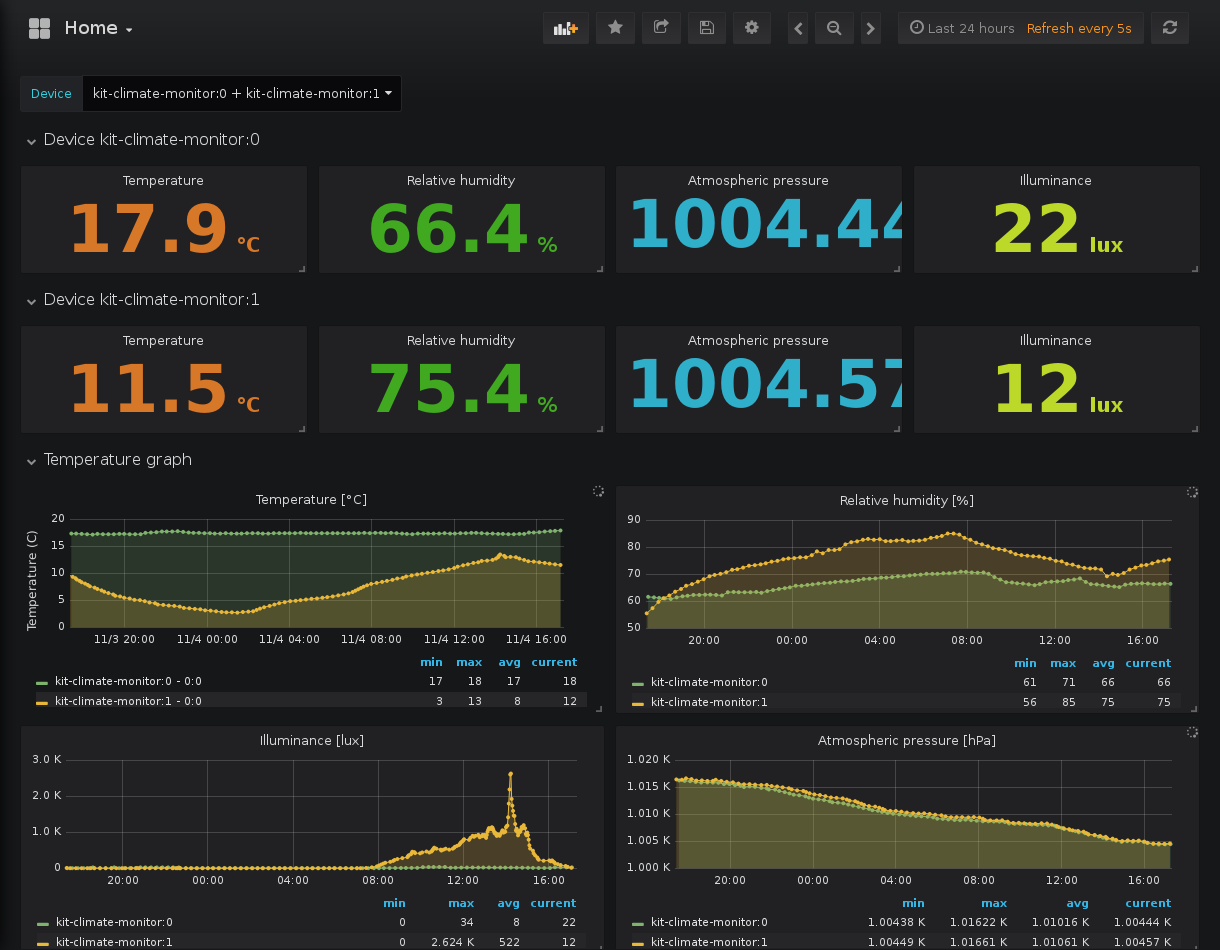 Home
Last 24 hours Refresh every 5s
Device kit-climate-monitor:0 + kit-climate-monitor:1
Device kit-climate-monitor:0
Temperature Relative humidity Atmospheric pressure Illuminance
17.9 °C 66.4 % 1004.44 22 lux
Device kit-climate-monitor:1
Temperature Relative humidity Atmospheric pressure Illuminance
11.5 °C 75.4 % 1004.57 12 lux
Temperature graph
Temperature [°C]
Temperature (C)
20
15
10
5
0
11/3 20:00 11/4 00:00 11/4 04:00 11/4 08:00 11/4 12:00 11/4 16:00
min max avg current
kit-climate-monitor:0 - 0:0 17 18 17 18
kit-climate-monitor:1 - 0:0 3 13 8 12
Relative humidity [%]
90
80
70
60
50
20:00 00:00 04:00 08:00 12:00 16:00
min max avg current
kit-climate-monitor:0 61 71 66 66
kit-climate-monitor:1 56 85 75 75
Illuminance [lux]
3.0 K
2.0 K
1.0 K
0
20:00 00:00 04:00 08:00 12:00 16:00
min max avg current
kit-climate-monitor:0 0 34 8 22
kit-climate-monitor:1 0 2.624 K 522 12
Atmospheric pressure [hPa]
1.020 K
1.015 K
1.010 K
1.005 K
1.000 K
20:00 00:00 04:00 08:00 12:00 16:00
min max avg current
kit-climate-monitor:0 1.00438 K 1.01622 K 1.01016 K 1.00444 K
kit-climate-monitor:1 1.00449 K 1.01661 K 1.01061 K 1.00457 K